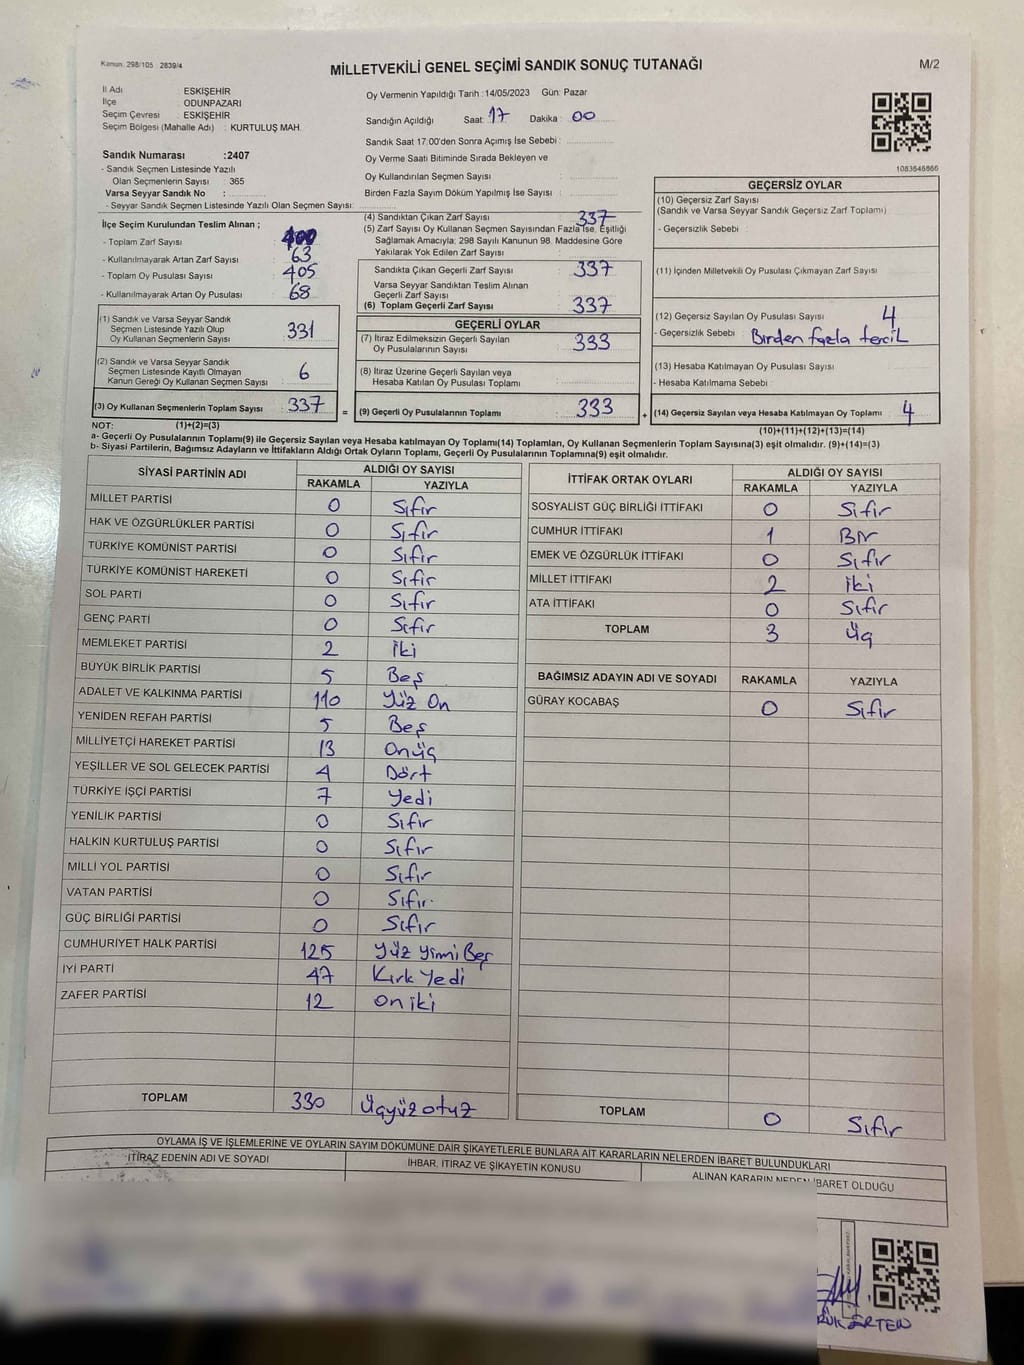 Kanun: 298/105 2839/4
MİLLETVEKİLİ GENEL SEÇİMİ SANDIK SONUÇ TUTANAĞI
M/2
İl Adı ESKİŞEHİR
İlçe ODUNPAZARI
Seçim Çevresi ESKİŞEHİR
Seçim Bölgesi (Mahalle Adı) : KURTULUŞ MAH.
Oy Vermenin Yapıldığı Tarih :14/05/2023 Gün: Pazar
Sandığın Açıldığı Saat: 17 Dakika : 00
Sandık Saat 17:00'den Sonra Açılmış İse Sebebi :
Oy Verme Saati Bitiminde Sırada Bekleyen ve
Oy Kullandırılan Seçmen Sayısı :
Birden Fazla Sayım Döküm Yapılmış İse Sayısı :
1083646866
Sandık Numarası :2407
- Sandık Seçmen Listesinde Yazılı
Olan Seçmenlerin Sayısı : 365
Varsa Seyyar Sandık No :
- Seyyar Sandık Seçmen Listesinde Yazılı Olan Seçmen Sayısı:
İlçe Seçim Kurulundan Teslim Alınan ;
- Toplam Zarf Sayısı : 400
- Kullanılmayarak Artan Zarf Sayısı : 63
- Toplam Oy Pusulası Sayısı : 405
- Kullanılmayarak Artan Oy Pusulası : 68
(1) Sandık ve Varsa Seyyar Sandık
Seçmen Listesinde Yazılı Olup
Oy Kullanan Seçmenlerin Sayısı : 331
(2) Sandık ve Varsa Seyyar Sandık
Seçmen Listesinde Kayıtlı Olmayan
Kanun Gereği Oy Kullanan Seçmen Sayısı : 6
(3) Oy Kullanan Seçmenlerin Toplam Sayısı : 337
(4) Sandıktan Çıkan Zarf Sayısı : 337
(5) Zarf Sayısı Oy Kullanan Seçmen Sayısından Fazla İse, Eşitliği
Sağlamak Amacıyla; 298 Sayılı Kanunun 98. Maddesine Göre
Yakılarak Yok Edilen Zarf Sayısı :
Sandıkta Çıkan Geçerli Zarf Sayısı : 337
Varsa Seyyar Sandıktan Teslim Alınan
Geçerli Zarf Sayısı :
(6) Toplam Geçerli Zarf Sayısı : 337
GEÇERLİ OYLAR
(7) İtiraz Edilmeksizin Geçerli Sayılan
Oy Pusulalarının Sayısı : 333
(8) İtiraz Üzerine Geçerli Sayılan veya
Hesaba Katılan Oy Pusulası Toplamı :
= (9) Geçerli Oy Pusulalarının Toplamı : 333
GEÇERSİZ OYLAR
(10) Geçersiz Zarf Sayısı
(Sandık ve Varsa Seyyar Sandık Geçersiz Zarf Toplamı)
- Geçersizlik Sebebi :
(11) İçinden Milletvekili Oy Pusulası Çıkmayan Zarf Sayısı :
(12) Geçersiz Sayılan Oy Pusulası Sayısı : 4
- Geçersizlik Sebebi : Birden fazla tercil
(13) Hesaba Katılmayan Oy Pusulası Sayısı :
- Hesaba Katılmama Sebebi :
+ (14) Geçersiz Sayılan veya Hesaba Katılmayan Oy Toplamı : 4
NOT: (1)+(2)=(3)
(10)+(11)+(12)+(13)=(14)
a- Geçerli Oy Pusulalarının Toplamı(9) ile Geçersiz Sayılan veya Hesaba katılmayan Oy Toplamı(14) Toplamları, Oy Kullanan Seçmenlerin Toplam Sayısına(3) eşit olmalıdır. (9)+(14)=(3)
b- Siyasi Partilerin, Bağımsız Adayların ve İttifakların Aldığı Ortak Oyların Toplamı, Geçerli Oy Pusulalarının Toplamına(9) eşit olmalıdır.
SİYASİ PARTİNİN ADI ALDIĞI OY SAYISI
RAKAMLA YAZIYLA
MİLLET PARTİSİ 0 Sıfır
HAK VE ÖZGÜRLÜKLER PARTİSİ 0 Sıfır
TÜRKİYE KOMÜNİST PARTİSİ 0 Sıfır
TÜRKİYE KOMÜNİST HAREKETİ 0 Sıfır
SOL PARTİ 0 Sıfır
GENÇ PARTİ 0 Sıfır
MEMLEKET PARTİSİ 2 İki
BÜYÜK BİRLİK PARTİSİ 5 Beş
ADALET VE KALKINMA PARTİSİ 110 Yüz On
YENİDEN REFAH PARTİSİ 5 Beş
MİLLİYETÇİ HAREKET PARTİSİ 13 Onüç
YEŞİLLER VE SOL GELECEK PARTİSİ 4 Dört
TÜRKİYE İŞÇİ PARTİSİ 7 Yedi
YENİLİK PARTİSİ 0 Sıfır
HALKIN KURTULUŞ PARTİSİ 0 Sıfır
MİLLİ YOL PARTİSİ 0 Sıfır
VATAN PARTİSİ 0 Sıfır
GÜÇ BİRLİĞİ PARTİSİ 0 Sıfır
CUMHURİYET HALK PARTİSİ 125 Yüz Yirmi Beş
İYİ PARTİ 47 Kırk Yedi
ZAFER PARTİSİ 12 on iki
TOPLAM 330 Üçyüz otuz
İTTİFAK ORTAK OYLARI ALDIĞI OY SAYISI
RAKAMLA YAZIYLA
SOSYALİST GÜÇ BİRLİĞİ İTTİFAKI 0 Sıfır
CUMHUR İTTİFAKI 1 Bir
EMEK VE ÖZGÜRLÜK İTTİFAKI 0 Sıfır
MİLLET İTTİFAKI 2 İki
ATA İTTİFAKI 0 Sıfır
TOPLAM 3 Üç
BAĞIMSIZ ADAYIN ADI VE SOYADI RAKAMLA YAZIYLA
GÜRAY KOCABAŞ 0 Sıfır
TOPLAM 0 Sıfır
OYLAMA İŞ VE İŞLEMLERİNE VE OYLARIN SAYIM DÖKÜMÜNE DAİR ŞİKAYETLERLE BUNLARA AİT KARARLARIN NELERDEN İBARET BULUNDUKLARI
İTİRAZ EDENİN ADI VE SOYADI İHBAR, İTİRAZ VE ŞİKAYETİN KONUSU ALINAN KARARIN NEDEN İBARET OLDUĞU
ERTEN